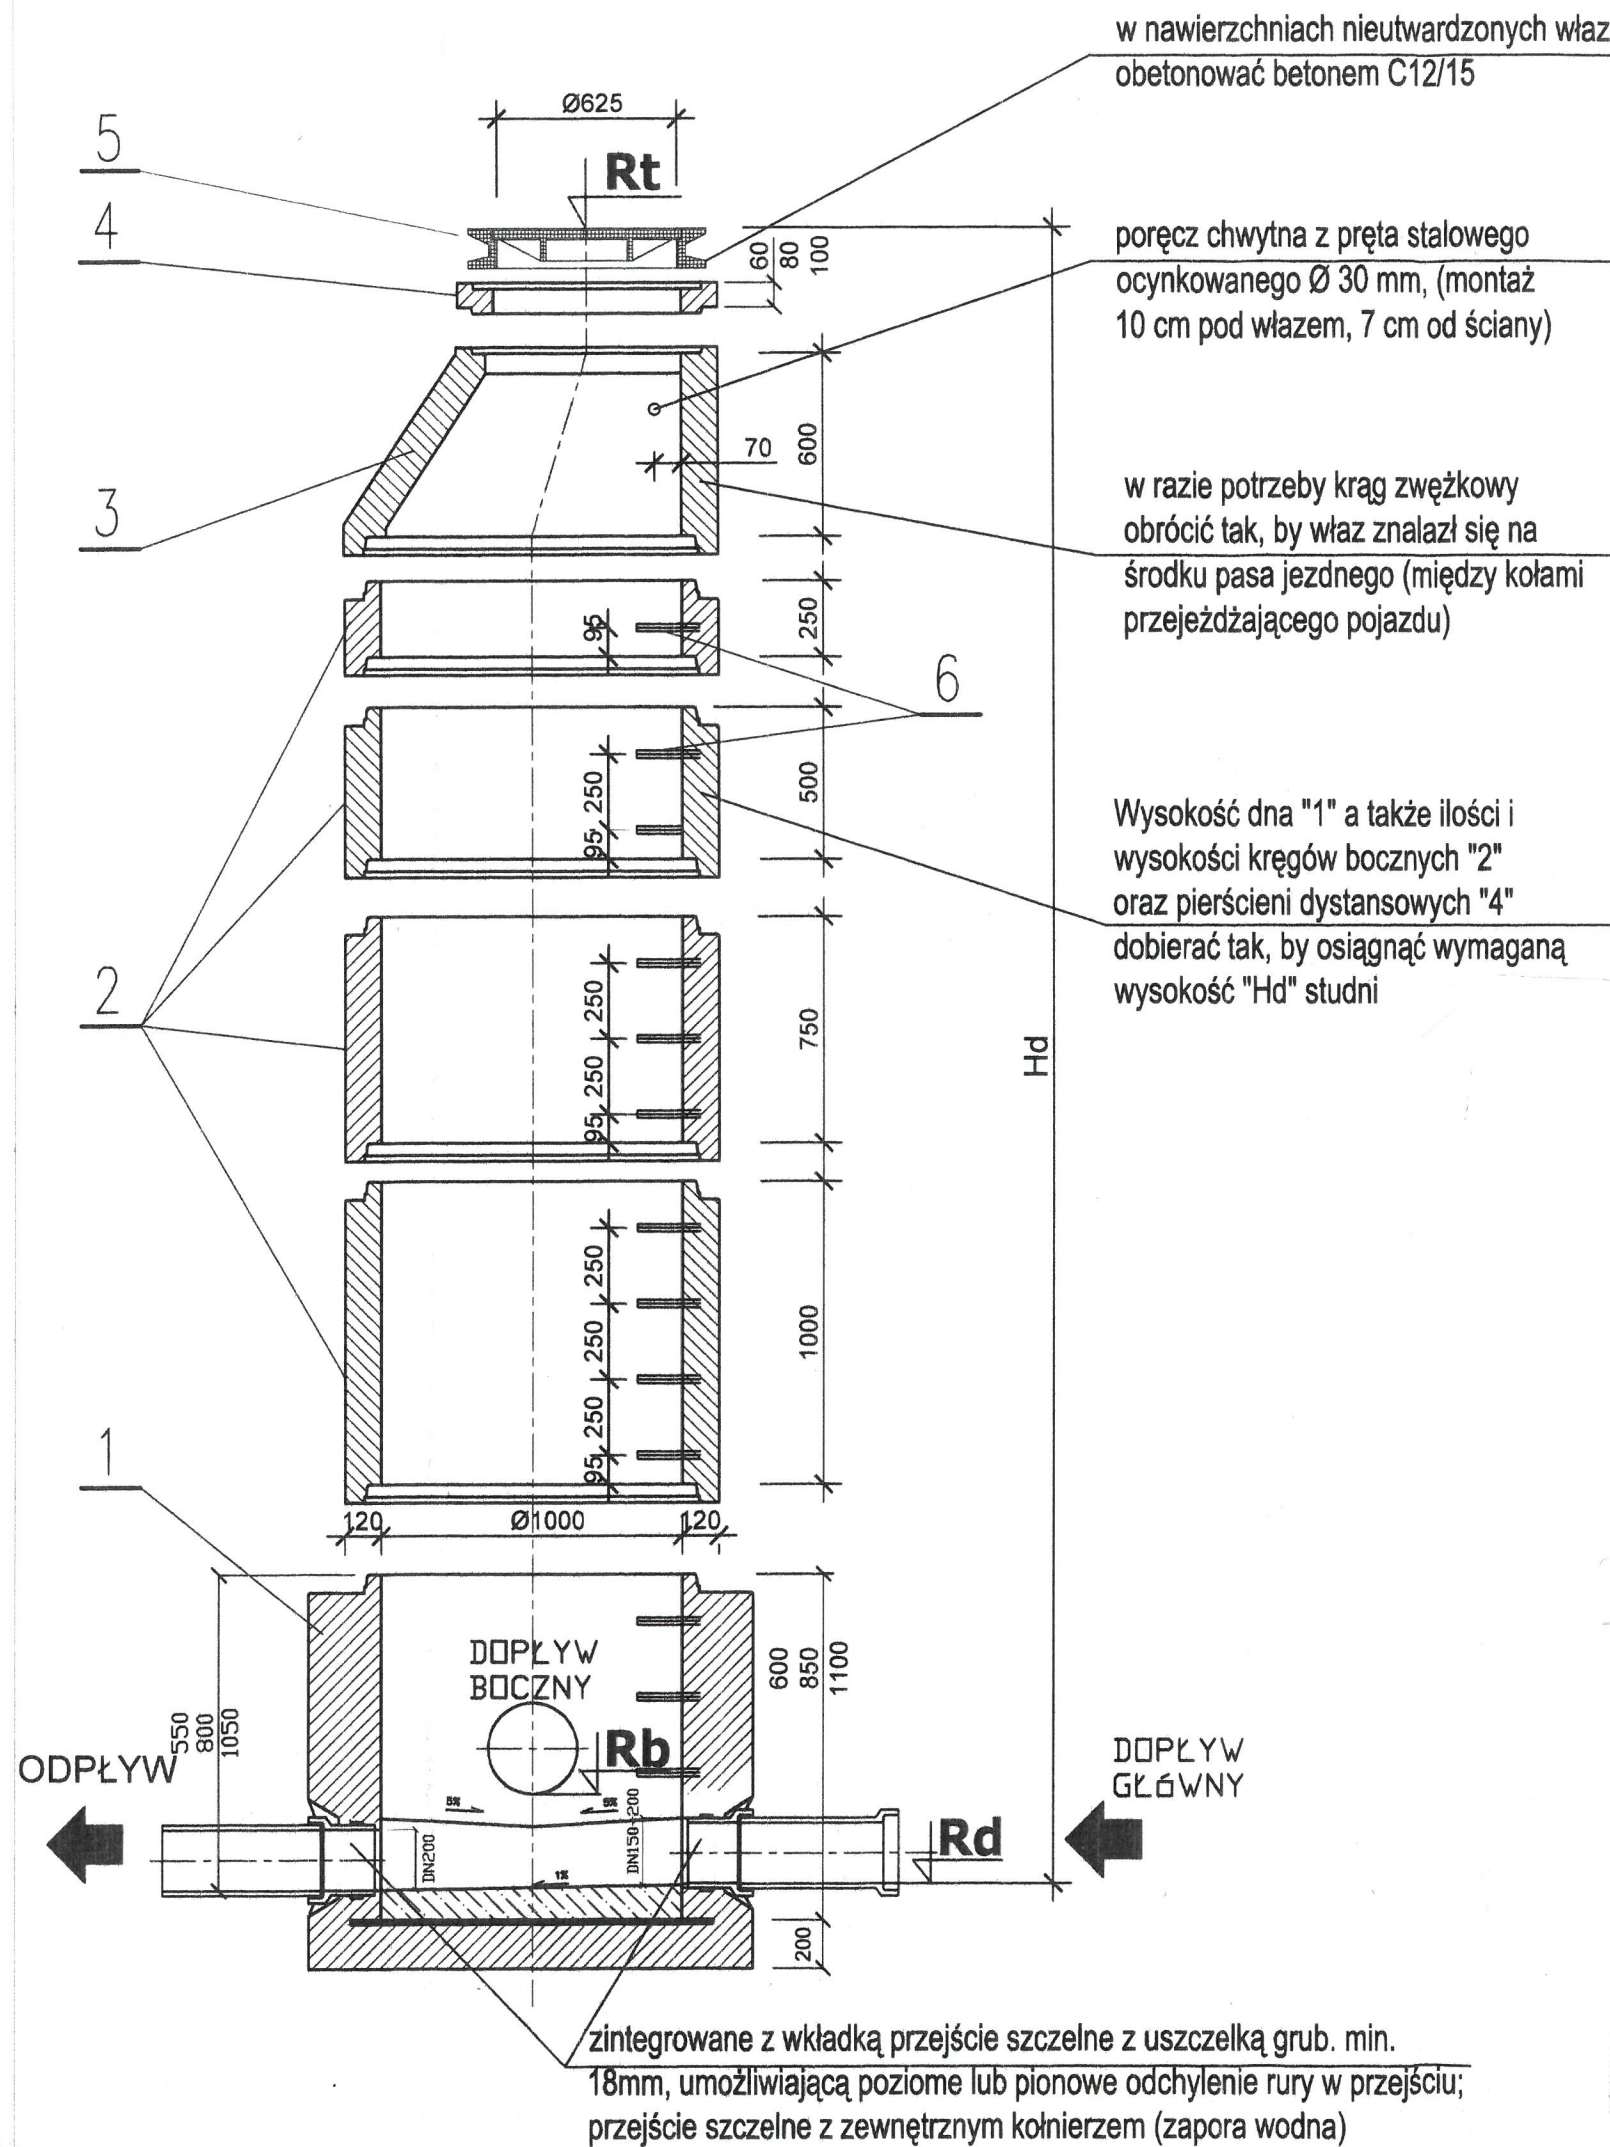 w nawierzchniach nieutwardzonych właz
obetonować betonem C12/15
Ø625
5
Rt
4
60
80
100
poręcz chwytna z pręta stalowego
ocynkowanego Ø 30 mm, (montaż
10 cm pod włazem, 7 cm od ściany)
70
600
3
w razie potrzeby krąg zwężkowy
obrócić tak, by właz znalazł się na
środku pasa jezdnego (między kołami
przejeżdżającego pojazdu)
95
250
6
250
95
500
Wysokość dna "1" a także ilości i
wysokości kręgów bocznych "2"
oraz pierścieni dystansowych "4"
dobierać tak, by osiągnąć wymaganą
wysokość "Hd" studni
2
250
250
95
750
Hd
250
250
250
95
1000
1
120
Ø1000
120
DOPŁYW
BOCZNY
600
850
1100
550
800
1050
Rb
ODPŁYW
DOPŁYW
GŁÓWNY
5%
5%
Rd
DN200
DN150-200
1%
200
zintegrowane z wkładką przejście szczelne z uszczelką grub. min.
18mm, umożliwiającą poziome lub pionowe odchylenie rury w przejściu;
przejście szczelne z zewnętrznym kołnierzem (zapora wodna)